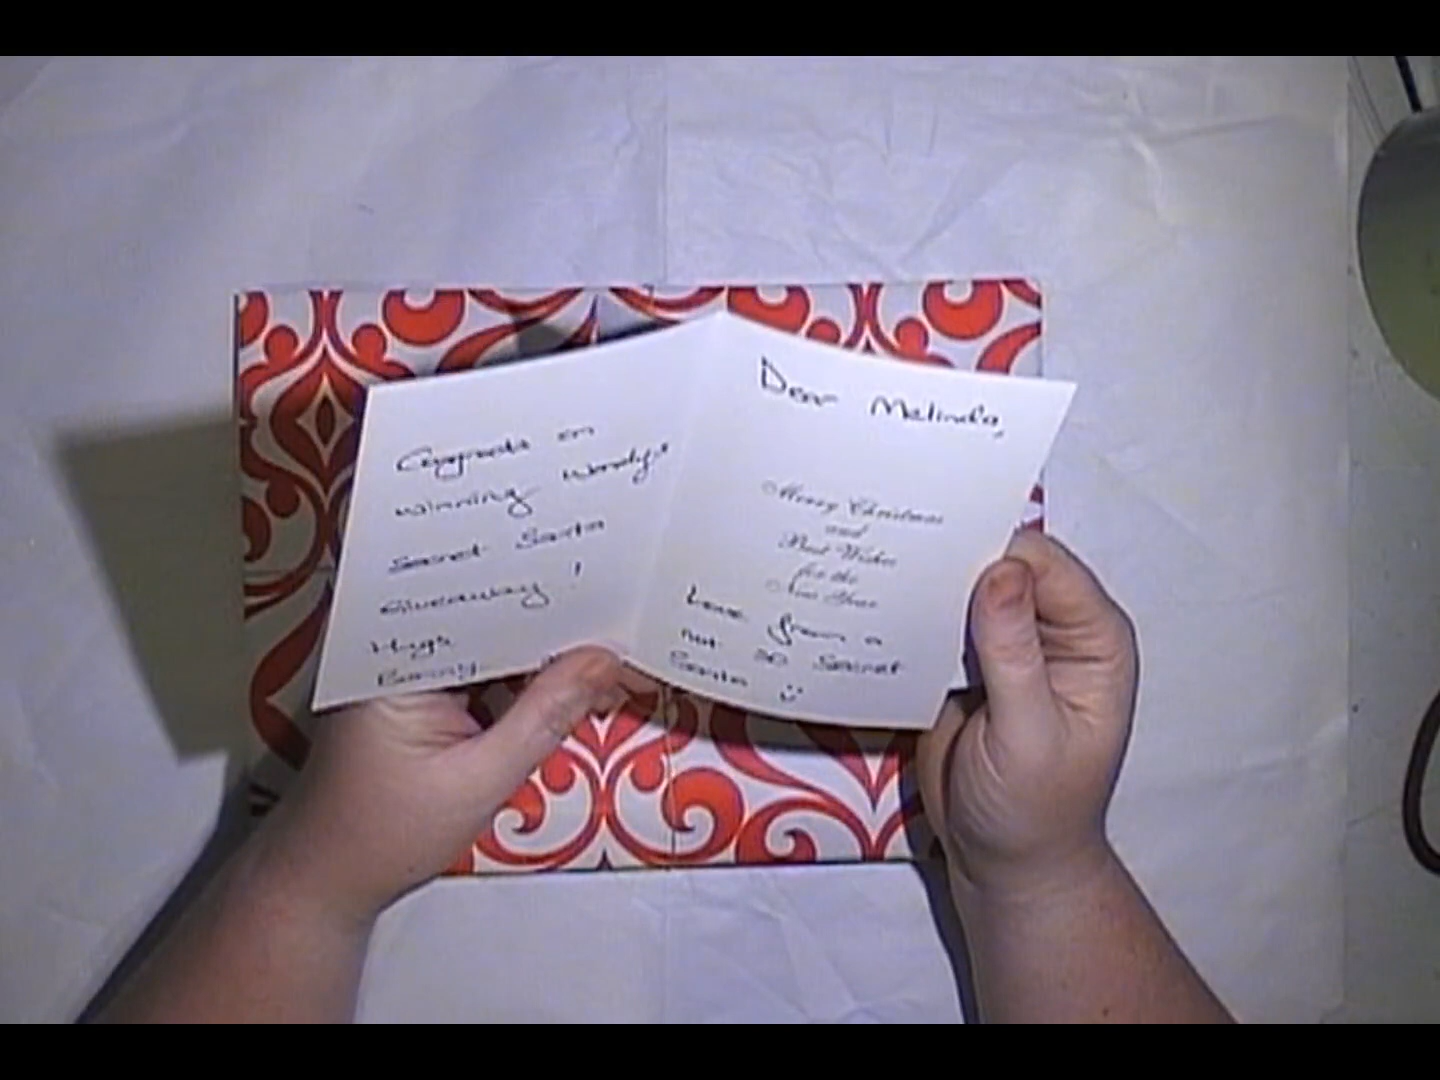 Congrats on
winning Wendy's
Secret Santa
Giveaway!
Hugs
Dear Melinda,
Merry Christmas
and
Best Wishes
for the
New Year
Love from a
not so Secret
Santa ☺